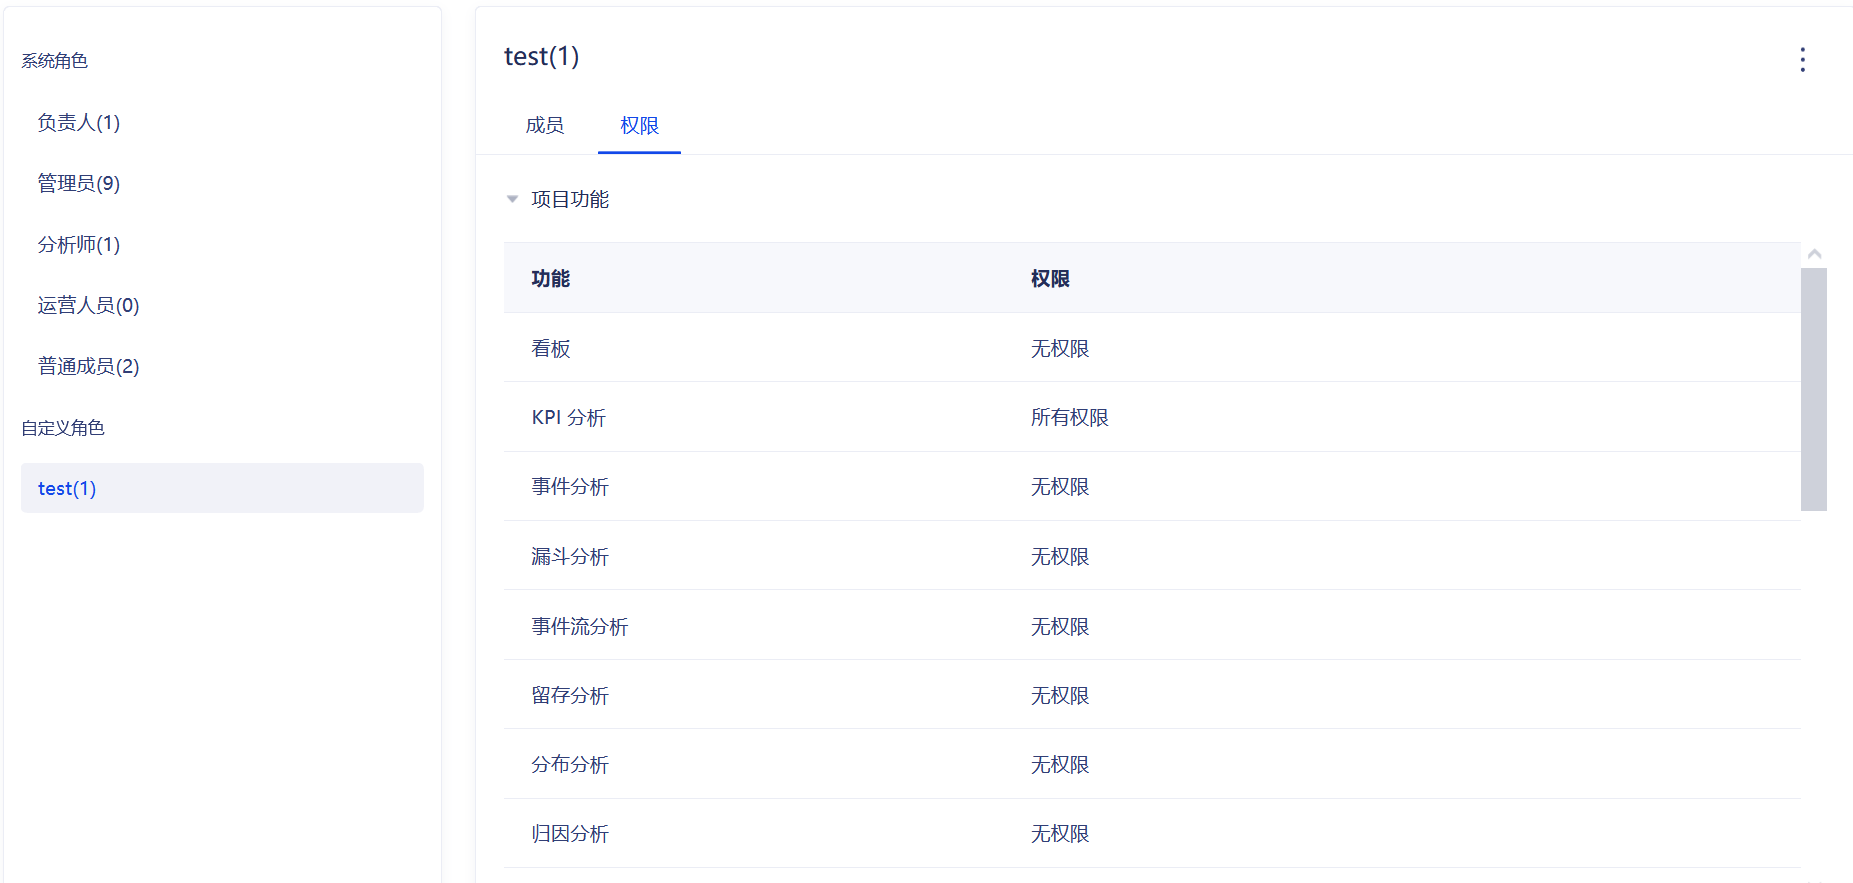 系统角色
负责人(1)
管理员(9)
分析师(1)
运营人员(0)
普通成员(2)
自定义角色
test(1)
test(1)
成员 权限
项目功能
功能 权限
看板 无权限
KPI 分析 所有权限
事件分析 无权限
漏斗分析 无权限
事件流分析 无权限
留存分析 无权限
分布分析 无权限
归因分析 无权限